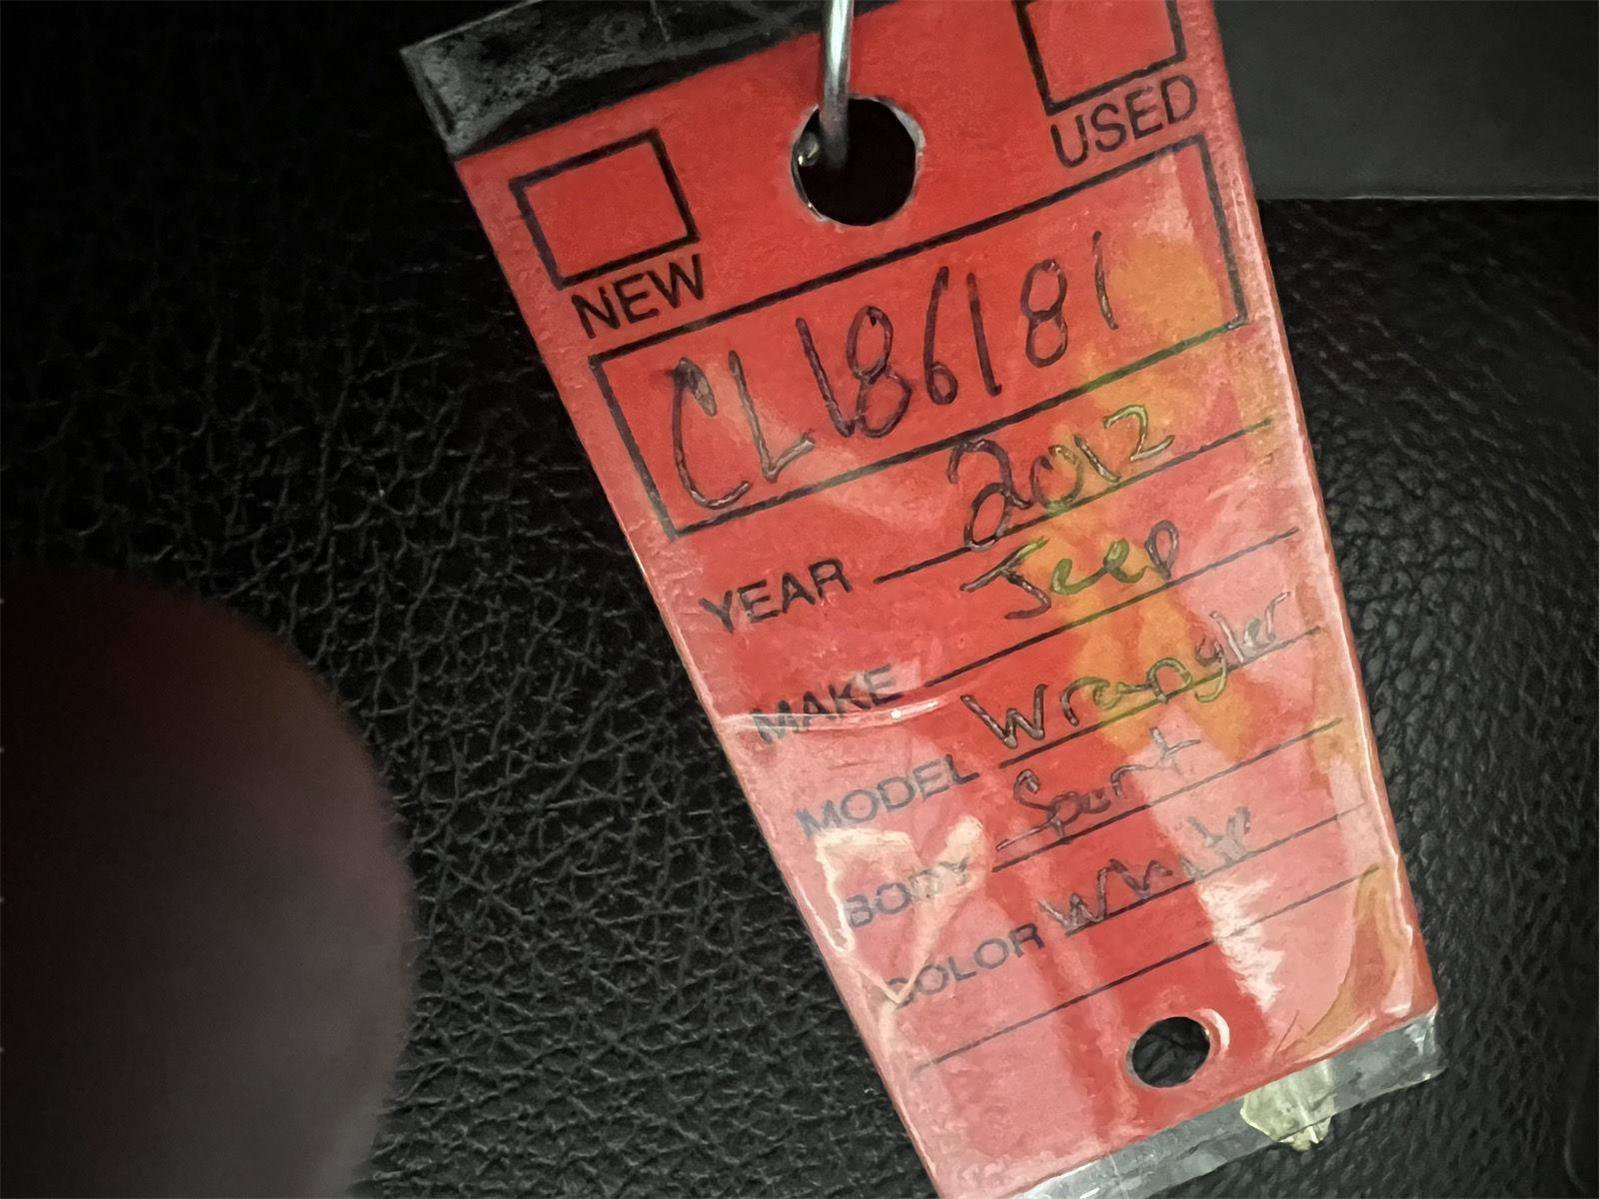 USED
NEW
CL186181
YEAR 2012
MAKE Jeep
MODEL Wrangler
BODY Sport
COLOR White